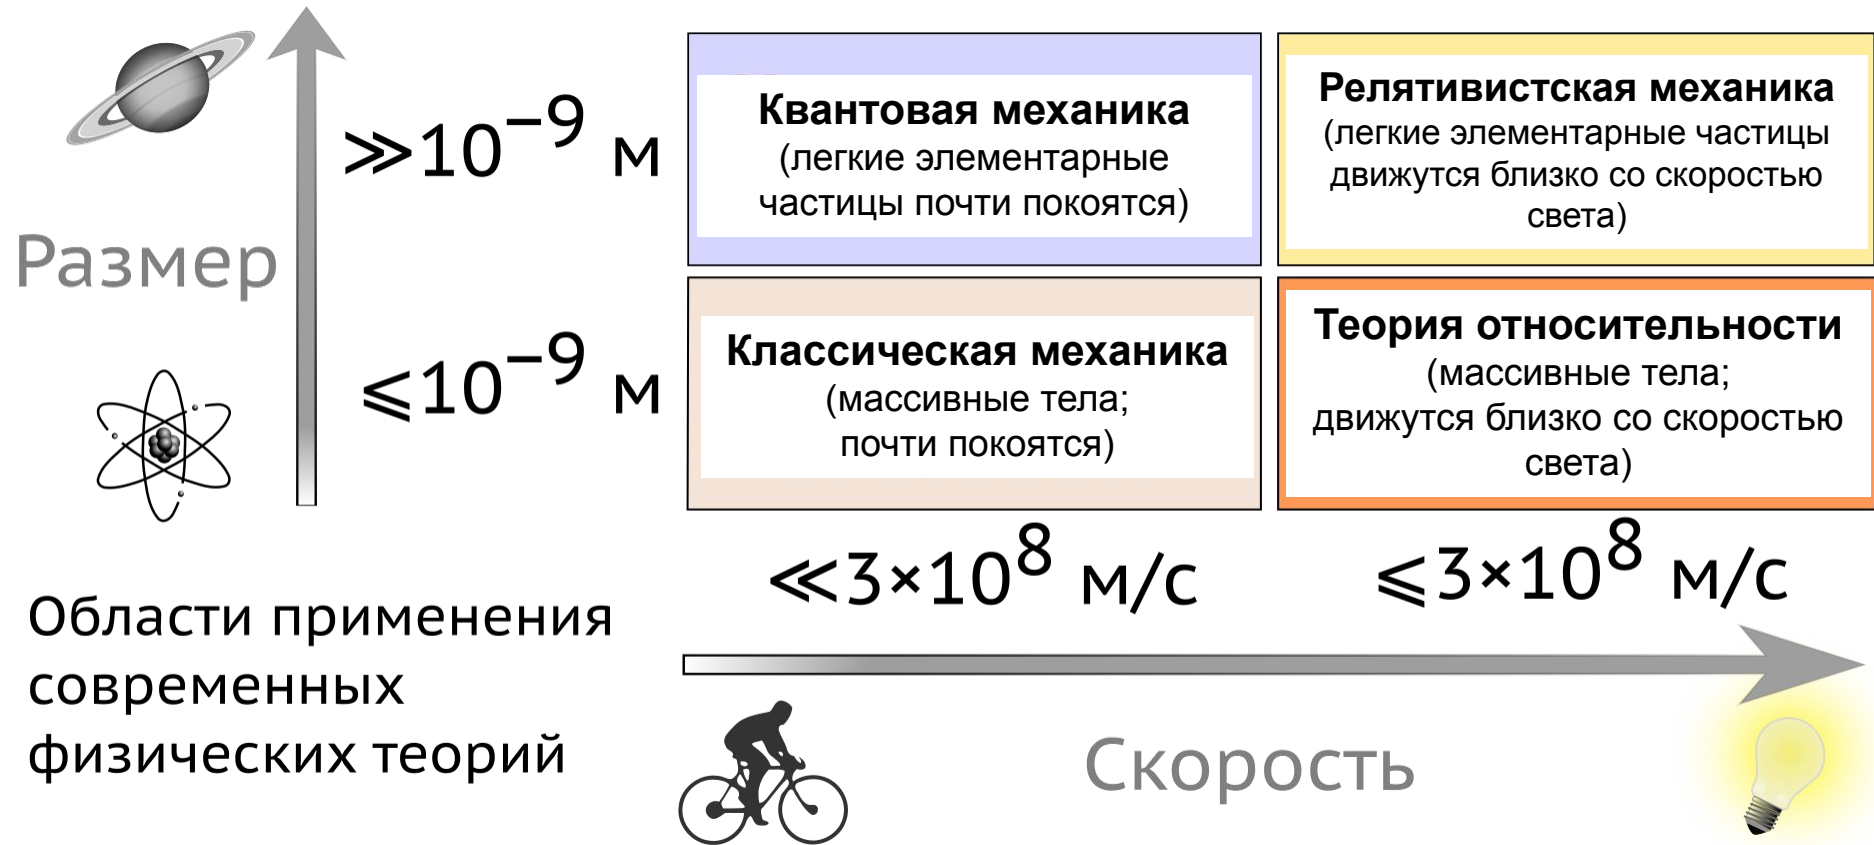 ≫10⁻⁹ м
Квантовая механика
(легкие элементарные
частицы почти покоятся)
Релятивистская механика
(легкие элементарные частицы
движутся близко со скоростью
света)
Размер
⩽10⁻⁹ м
Классическая механика
(массивные тела;
почти покоятся)
Теория относительности
(массивные тела;
движутся близко со скоростью
света)
≪3×10⁸ м/с
⩽3×10⁸ м/с
Области применения
современных
физических теорий
Скорость